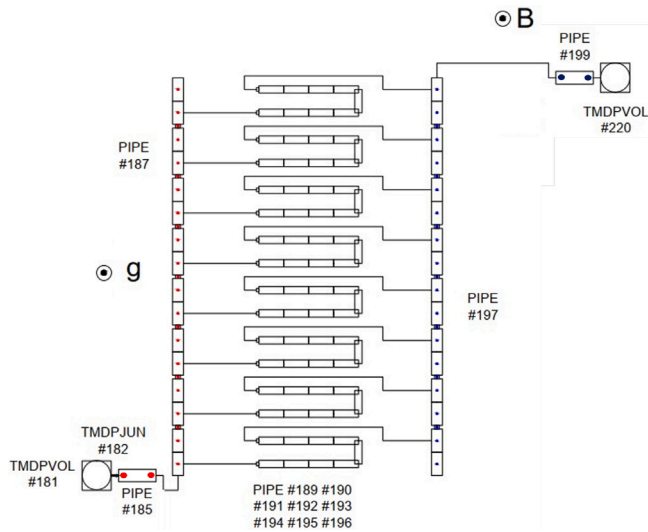 B
PIPE
#199
TMDPVOL
#220
PIPE
#187
g
PIPE
#197
TMDPJUN
#182
TMDPVOL
#181
PIPE
#185
PIPE #189 #190
#191 #192 #193
#194 #195 #196